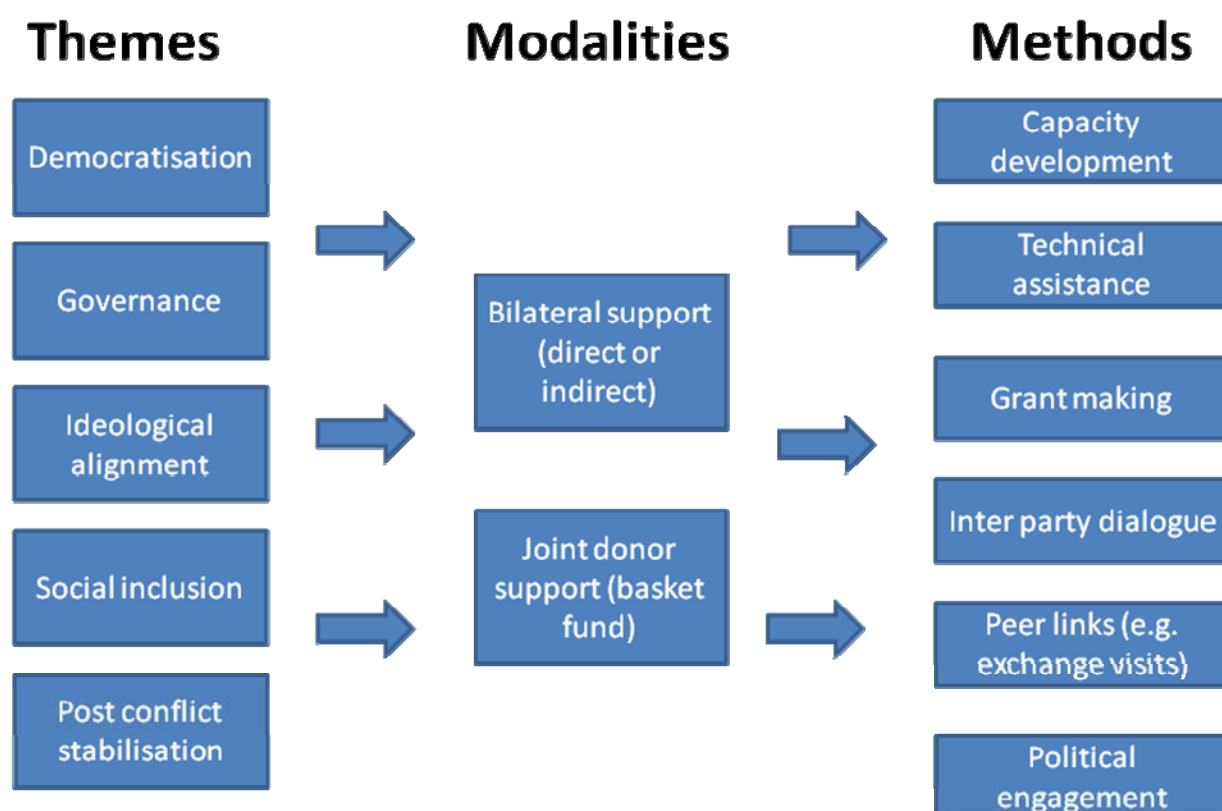 Themes
Modalities
Methods
Democratisation
Governance
Ideological
alignment
Social inclusion
Post conflict
stabilisation
Bilateral support
(direct or
indirect)
Joint donor
support (basket
fund)
Capacity
development
Technical
assistance
Grant making
Inter party dialogue
Peer links (e.g.
exchange visits)
Political
engagement